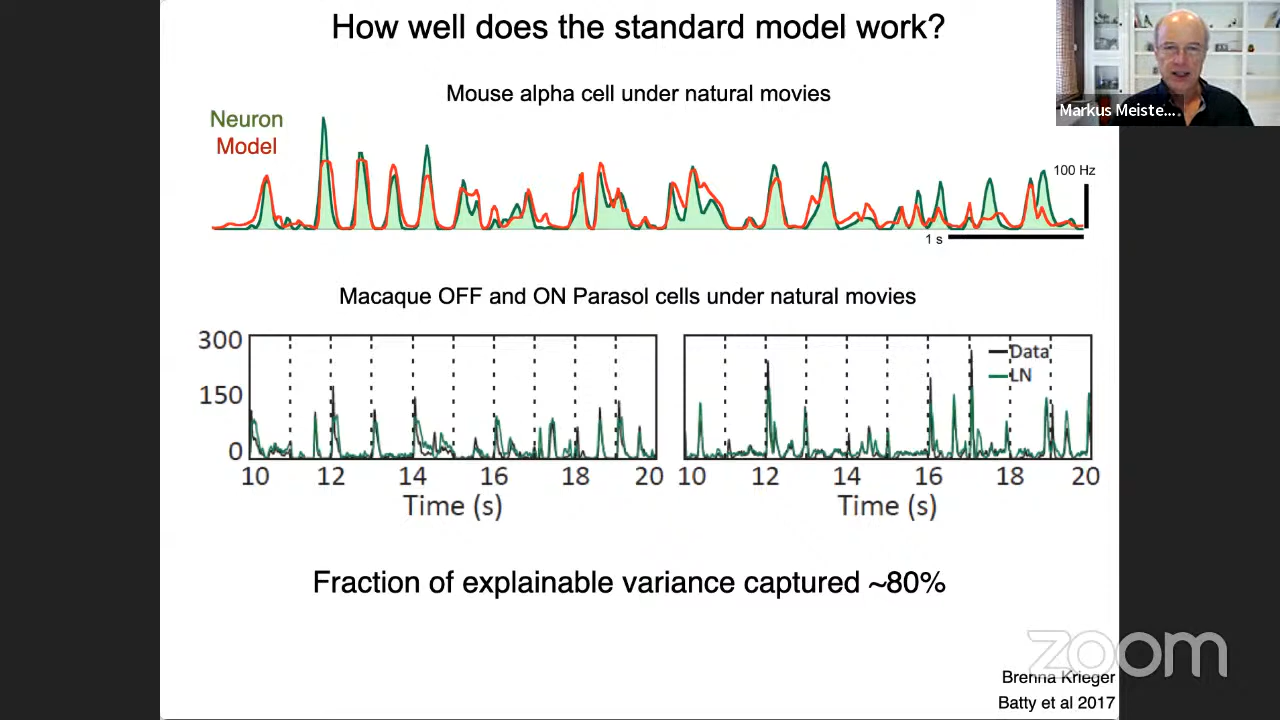 How well does the standard model work?
Markus Meiste...
Mouse alpha cell under natural movies
Neuron
Model
100 Hz
1 s
Macaque OFF and ON Parasol cells under natural movies
300
150
0
Data
LN
10 12 14 16 18 20
10 12 14 16 18 20
Time (s)
Time (s)
Fraction of explainable variance captured ~80%
zoom
Brenna Krieger
Batty et al 2017